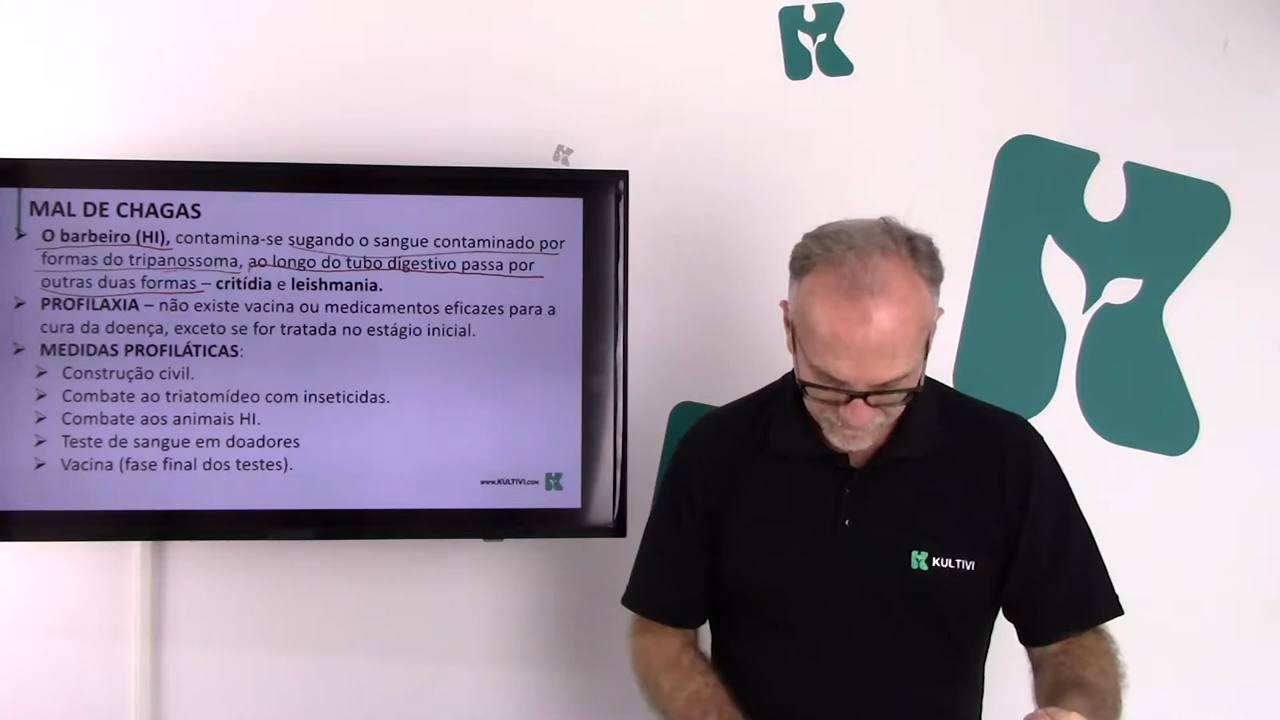 MAL DE CHAGAS
➢ O barbeiro (HI), contamina-se sugando o sangue contaminado por
formas do tripanossoma, ao longo do tubo digestivo passa por
outras duas formas – critídia e leishmania.
➢ PROFILAXIA – não existe vacina ou medicamentos eficazes para a
cura da doença, exceto se for tratada no estágio inicial.
➢ MEDIDAS PROFILÁTICAS:
➢ Construção civil.
➢ Combate ao triatomídeo com inseticidas.
➢ Combate aos animais HI.
➢ Teste de sangue em doadores
➢ Vacina (fase final dos testes).
www.KULTIVI.com
KULTIVI